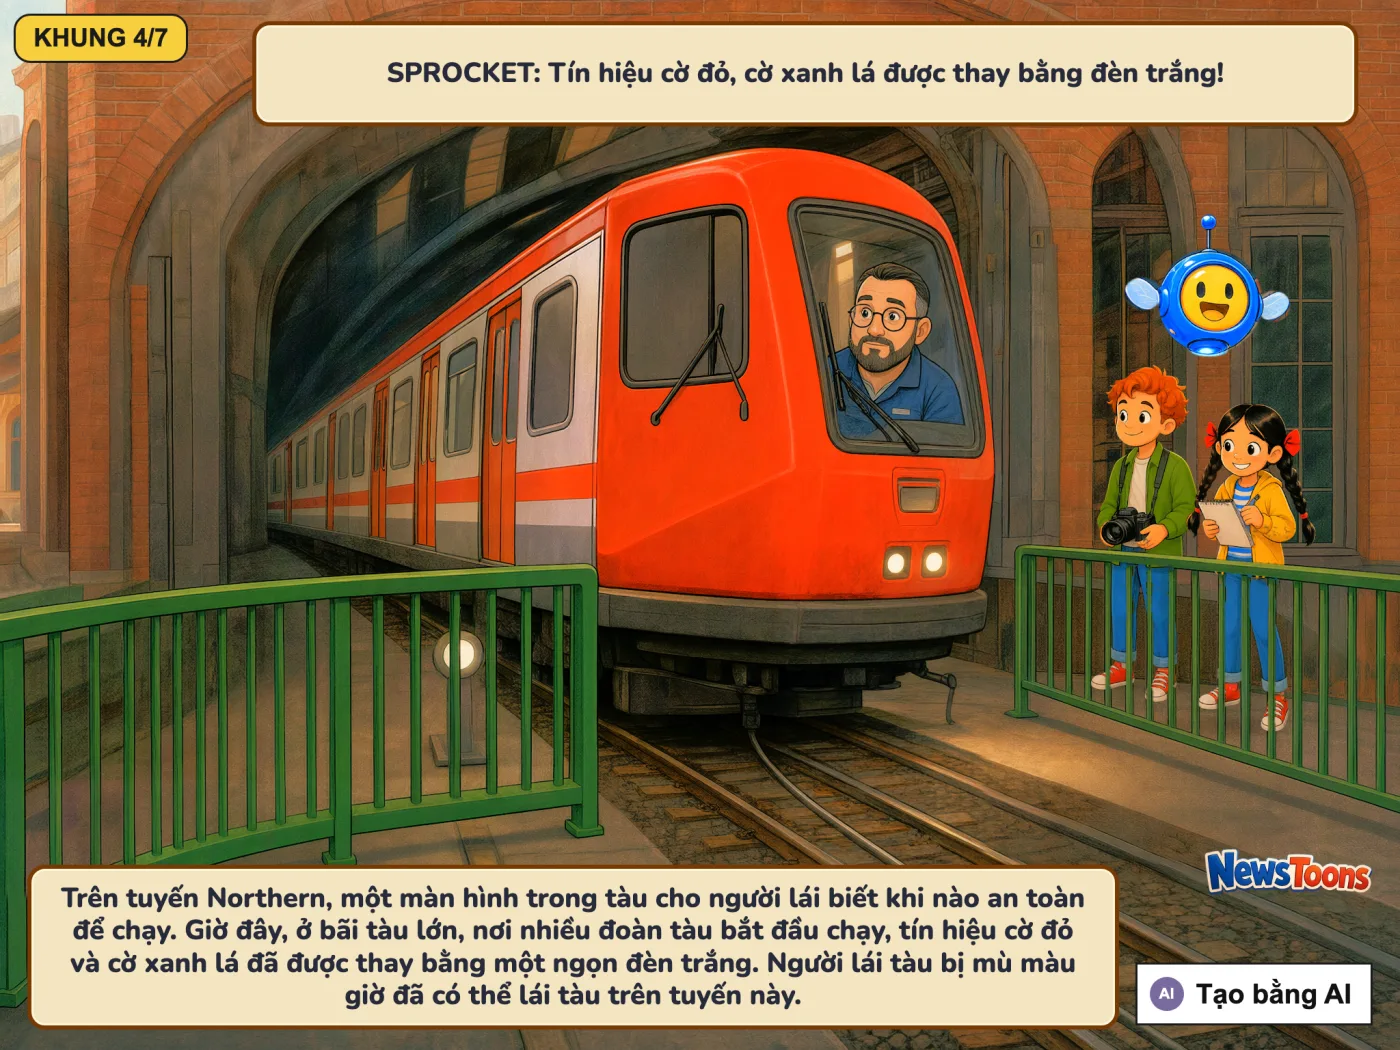 KHUNG 4/7
SPROCKET: Tín hiệu cờ đỏ, cờ xanh lá được thay bằng đèn trắng!
Trên tuyến Northern, một màn hình trong tàu cho người lái biết khi nào an toàn
để chạy. Giờ đây, ở bãi tàu lớn, nơi nhiều đoàn tàu bắt đầu chạy, tín hiệu cờ đỏ
và cờ xanh lá đã được thay bằng một ngọn đèn trắng. Người lái tàu bị mù màu
giờ đã có thể lái tàu trên tuyến này.
NEWSTOONS
AI Tạo bằng AI